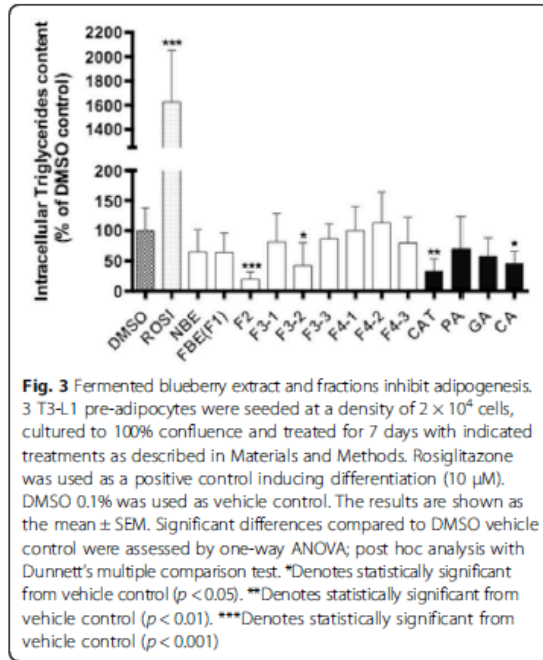 Intracellular Triglycerides content
(% of DMSO control)
2200
2000
1800
1600
1400
200
150
100
50
0
***
***
*
**
*
DMSO
ROSI
NBE
FBE(F1)
F2
F3-1
F3-2
F3-3
F4-1
F4-2
F4-3
CAT
PA
GA
CA
Fig. 3 Fermented blueberry extract and fractions inhibit adipogenesis.
3 T3-L1 pre-adipocytes were seeded at a density of 2 × 10⁴ cells,
cultured to 100% confluence and treated for 7 days with indicated
treatments as described in Materials and Methods. Rosiglitazone
was used as a positive control inducing differentiation (10 μM).
DMSO 0.1% was used as vehicle control. The results are shown as
the mean ± SEM. Significant differences compared to DMSO vehicle
control were assessed by one-way ANOVA; post hoc analysis with
Dunnett's multiple comparison test. *Denotes statistically significant
from vehicle control (p < 0.05). **Denotes statistically significant from
vehicle control (p < 0.01). ***Denotes statistically significant from
vehicle control (p < 0.001)